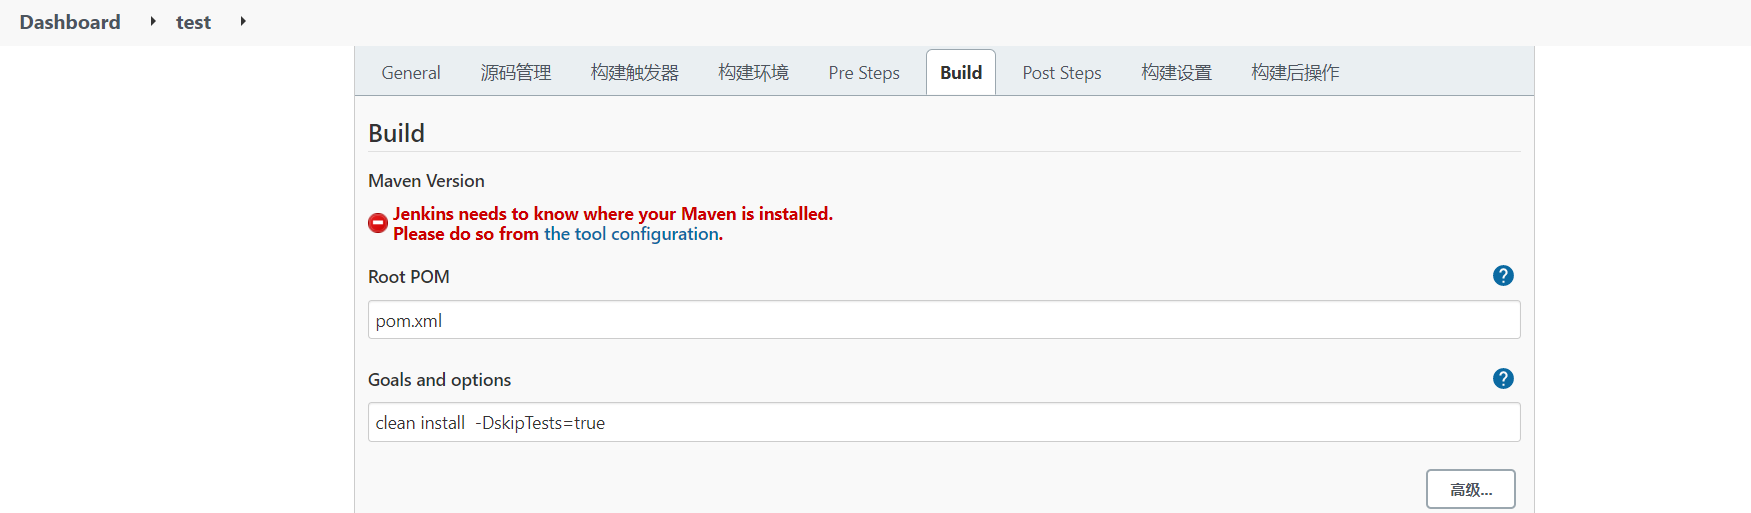 Dashboard test
General 源码管理 构建触发器 构建环境 Pre Steps Build Post Steps 构建设置 构建后操作
Build
Maven Version
Jenkins needs to know where your Maven is installed.
Please do so from the tool configuration.
Root POM
pom.xml
Goals and options
clean install  -DskipTests=true
高级...